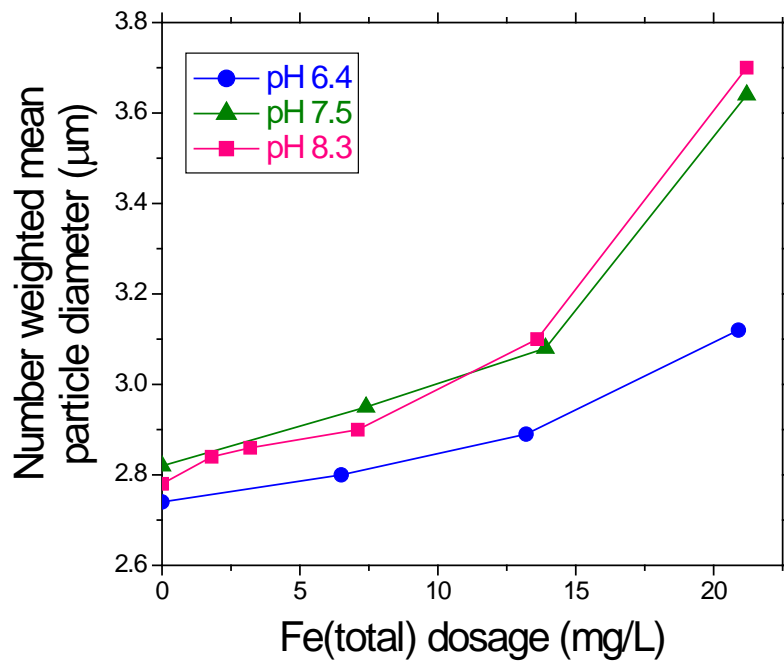 3.8
3.6
3.4
3.2
3.0
2.8
2.6
Number weighted mean
particle diameter (μm)
pH 6.4
pH 7.5
pH 8.3
0
5
10
15
20
Fe(total) dosage (mg/L)